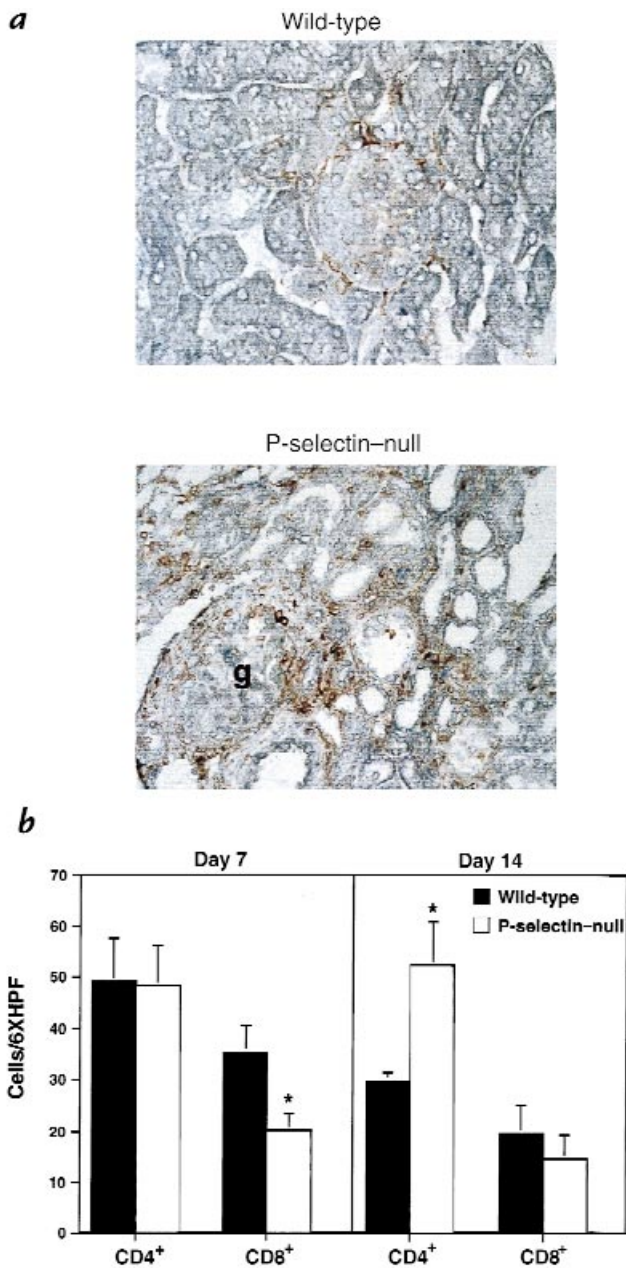 a
Wild-type
P-selectin–null
g
b
Day 7
Day 14
Wild-type
P-selectin–null
Cells/6XHPF
70
60
50
40
30
20
10
0
*
*
CD4+
CD8+
CD4+
CD8+